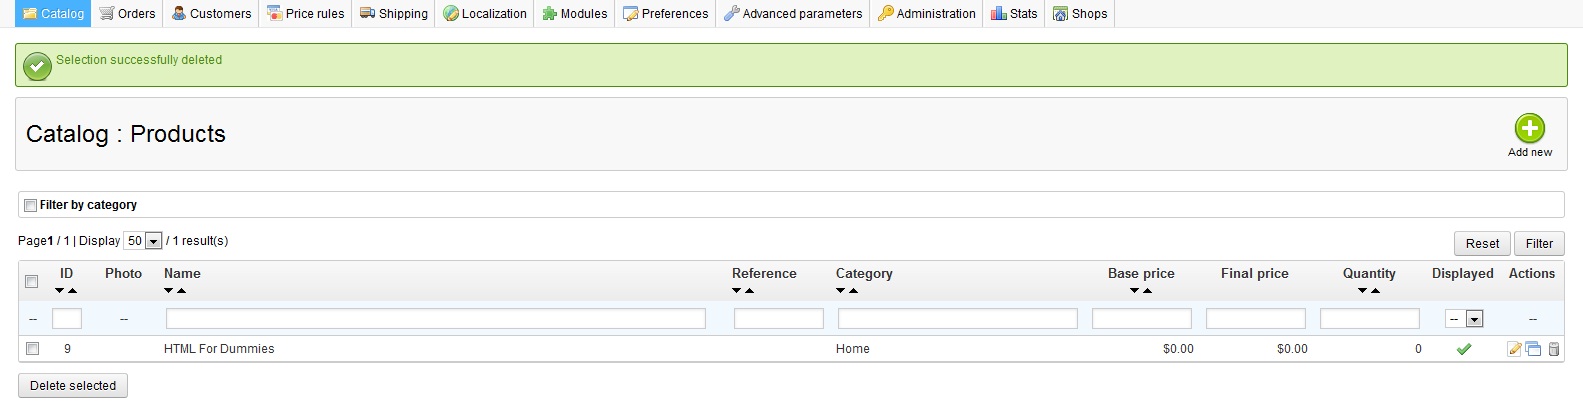 Catalog Orders Customers Price rules Shipping Localization Modules Preferences Advanced parameters Administration Stats Shops
Selection successfully deleted
Catalog : Products
Add new
Filter by category
Page1 / 1 | Display 50 / 1 result(s)
Reset Filter
ID Photo Name Reference Category Base price Final price Quantity Displayed Actions
-- -- -- --
9 HTML For Dummies Home $0.00 $0.00 0
Delete selected